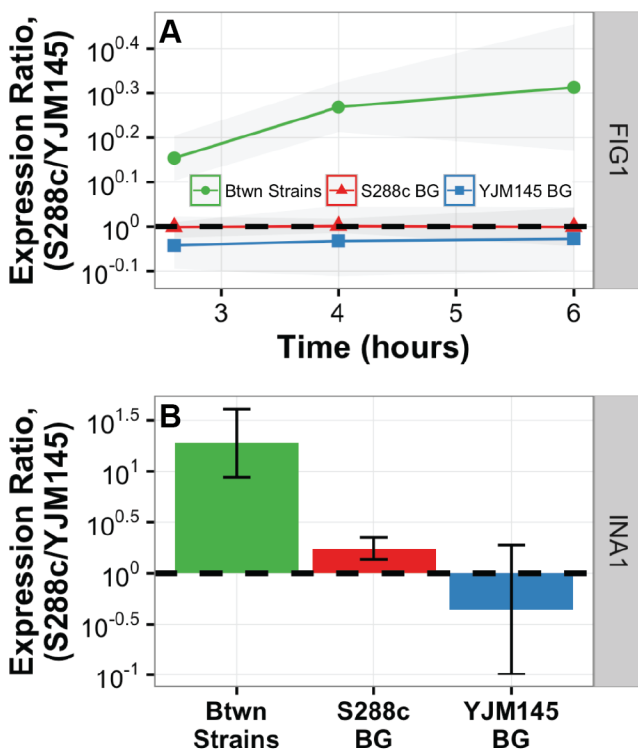 A
Expression Ratio,
(S288c/YJM145)
10^0.4
10^0.3
10^0.2
10^0.1
10^0
10^-0.1
Btwn Strains S288c BG YJM145 BG
FIG1
3 4 5 6
Time (hours)
B
Expression Ratio,
(S288c/YJM145)
10^1.5
10^1
10^0.5
10^0
10^-0.5
10^-1
INA1
Btwn
Strains
S288c
BG
YJM145
BG